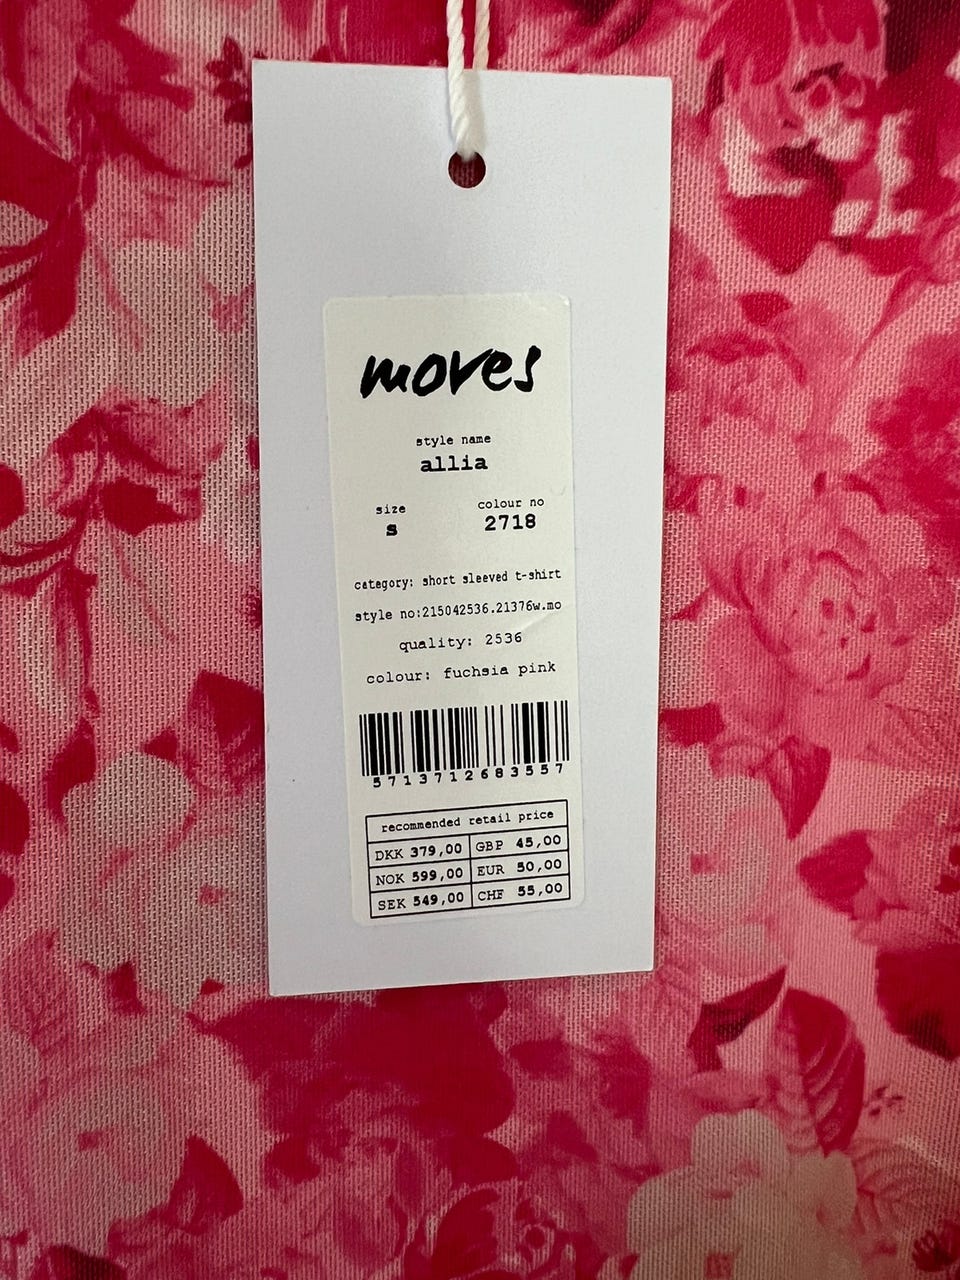 moves
style name
allia
size colour no
s 2718
category: short sleeved t-shirt
style no:215042536.21376w.mo
quality: 2536
colour: fuchsia pink
5713712683557
recommended retail price
DKK 379,00 GBP 45,00
NOK 599,00 EUR 50,00
SEK 549,00 CHF 55,00